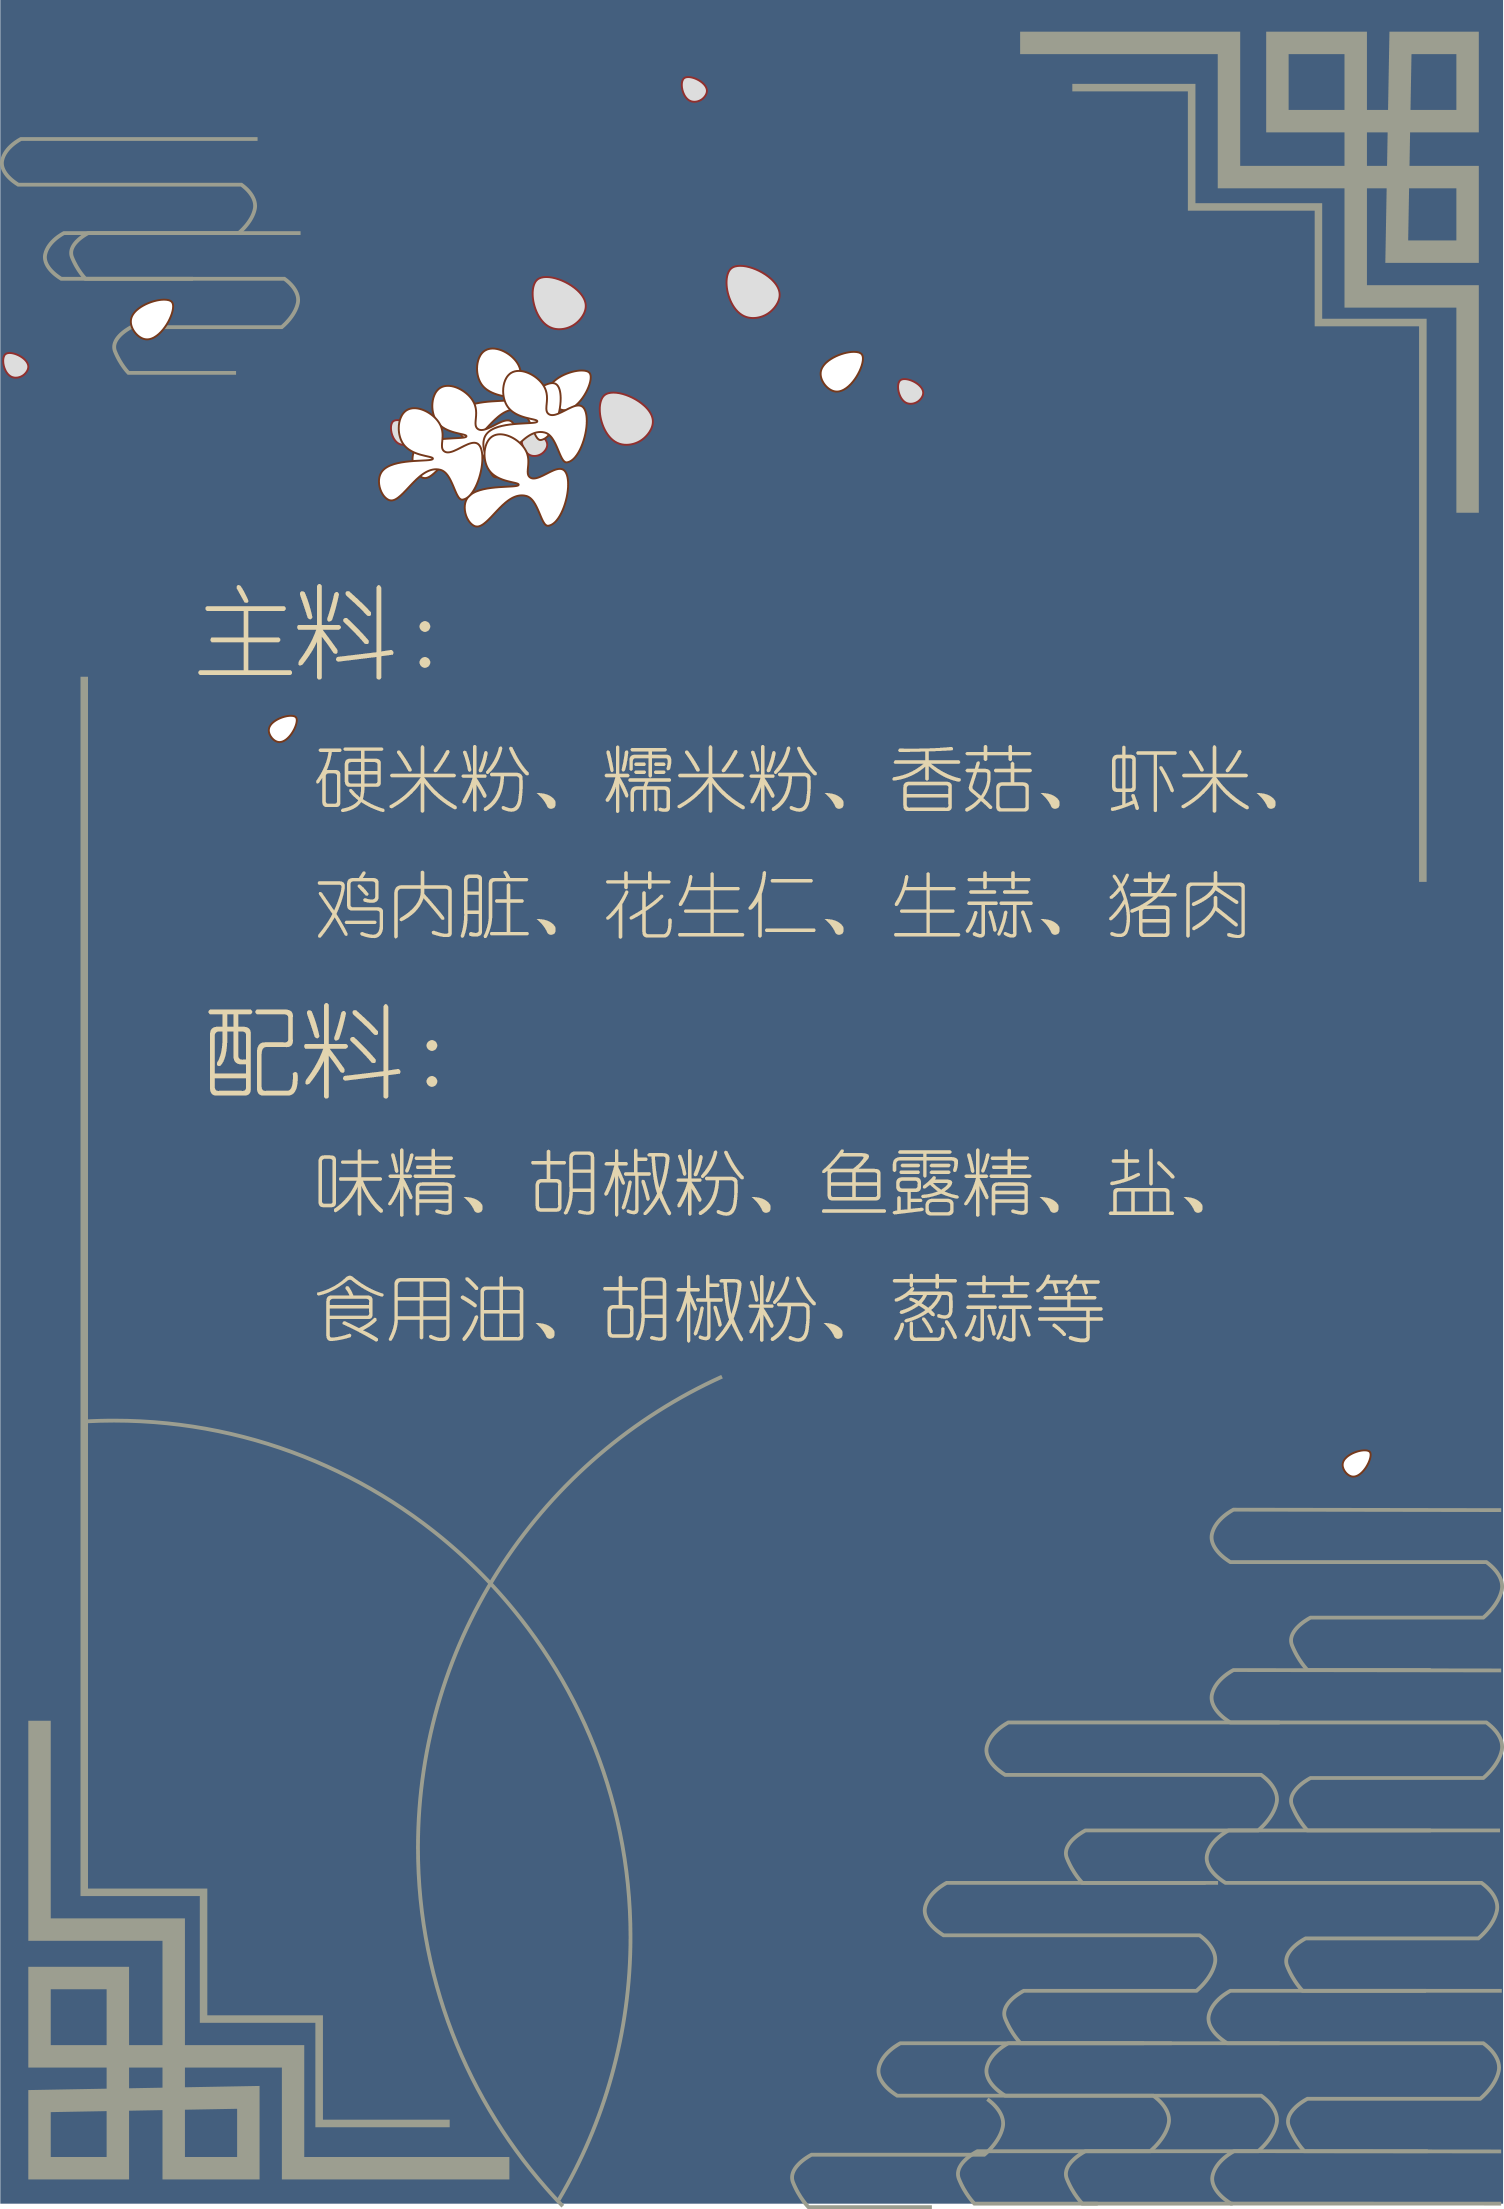 主料：
硬米粉、糯米粉、香菇、虾米、
鸡内脏、花生仁、生蒜、猪肉
配料：
味精、胡椒粉、鱼露精、盐、
食用油、胡椒粉、葱蒜等